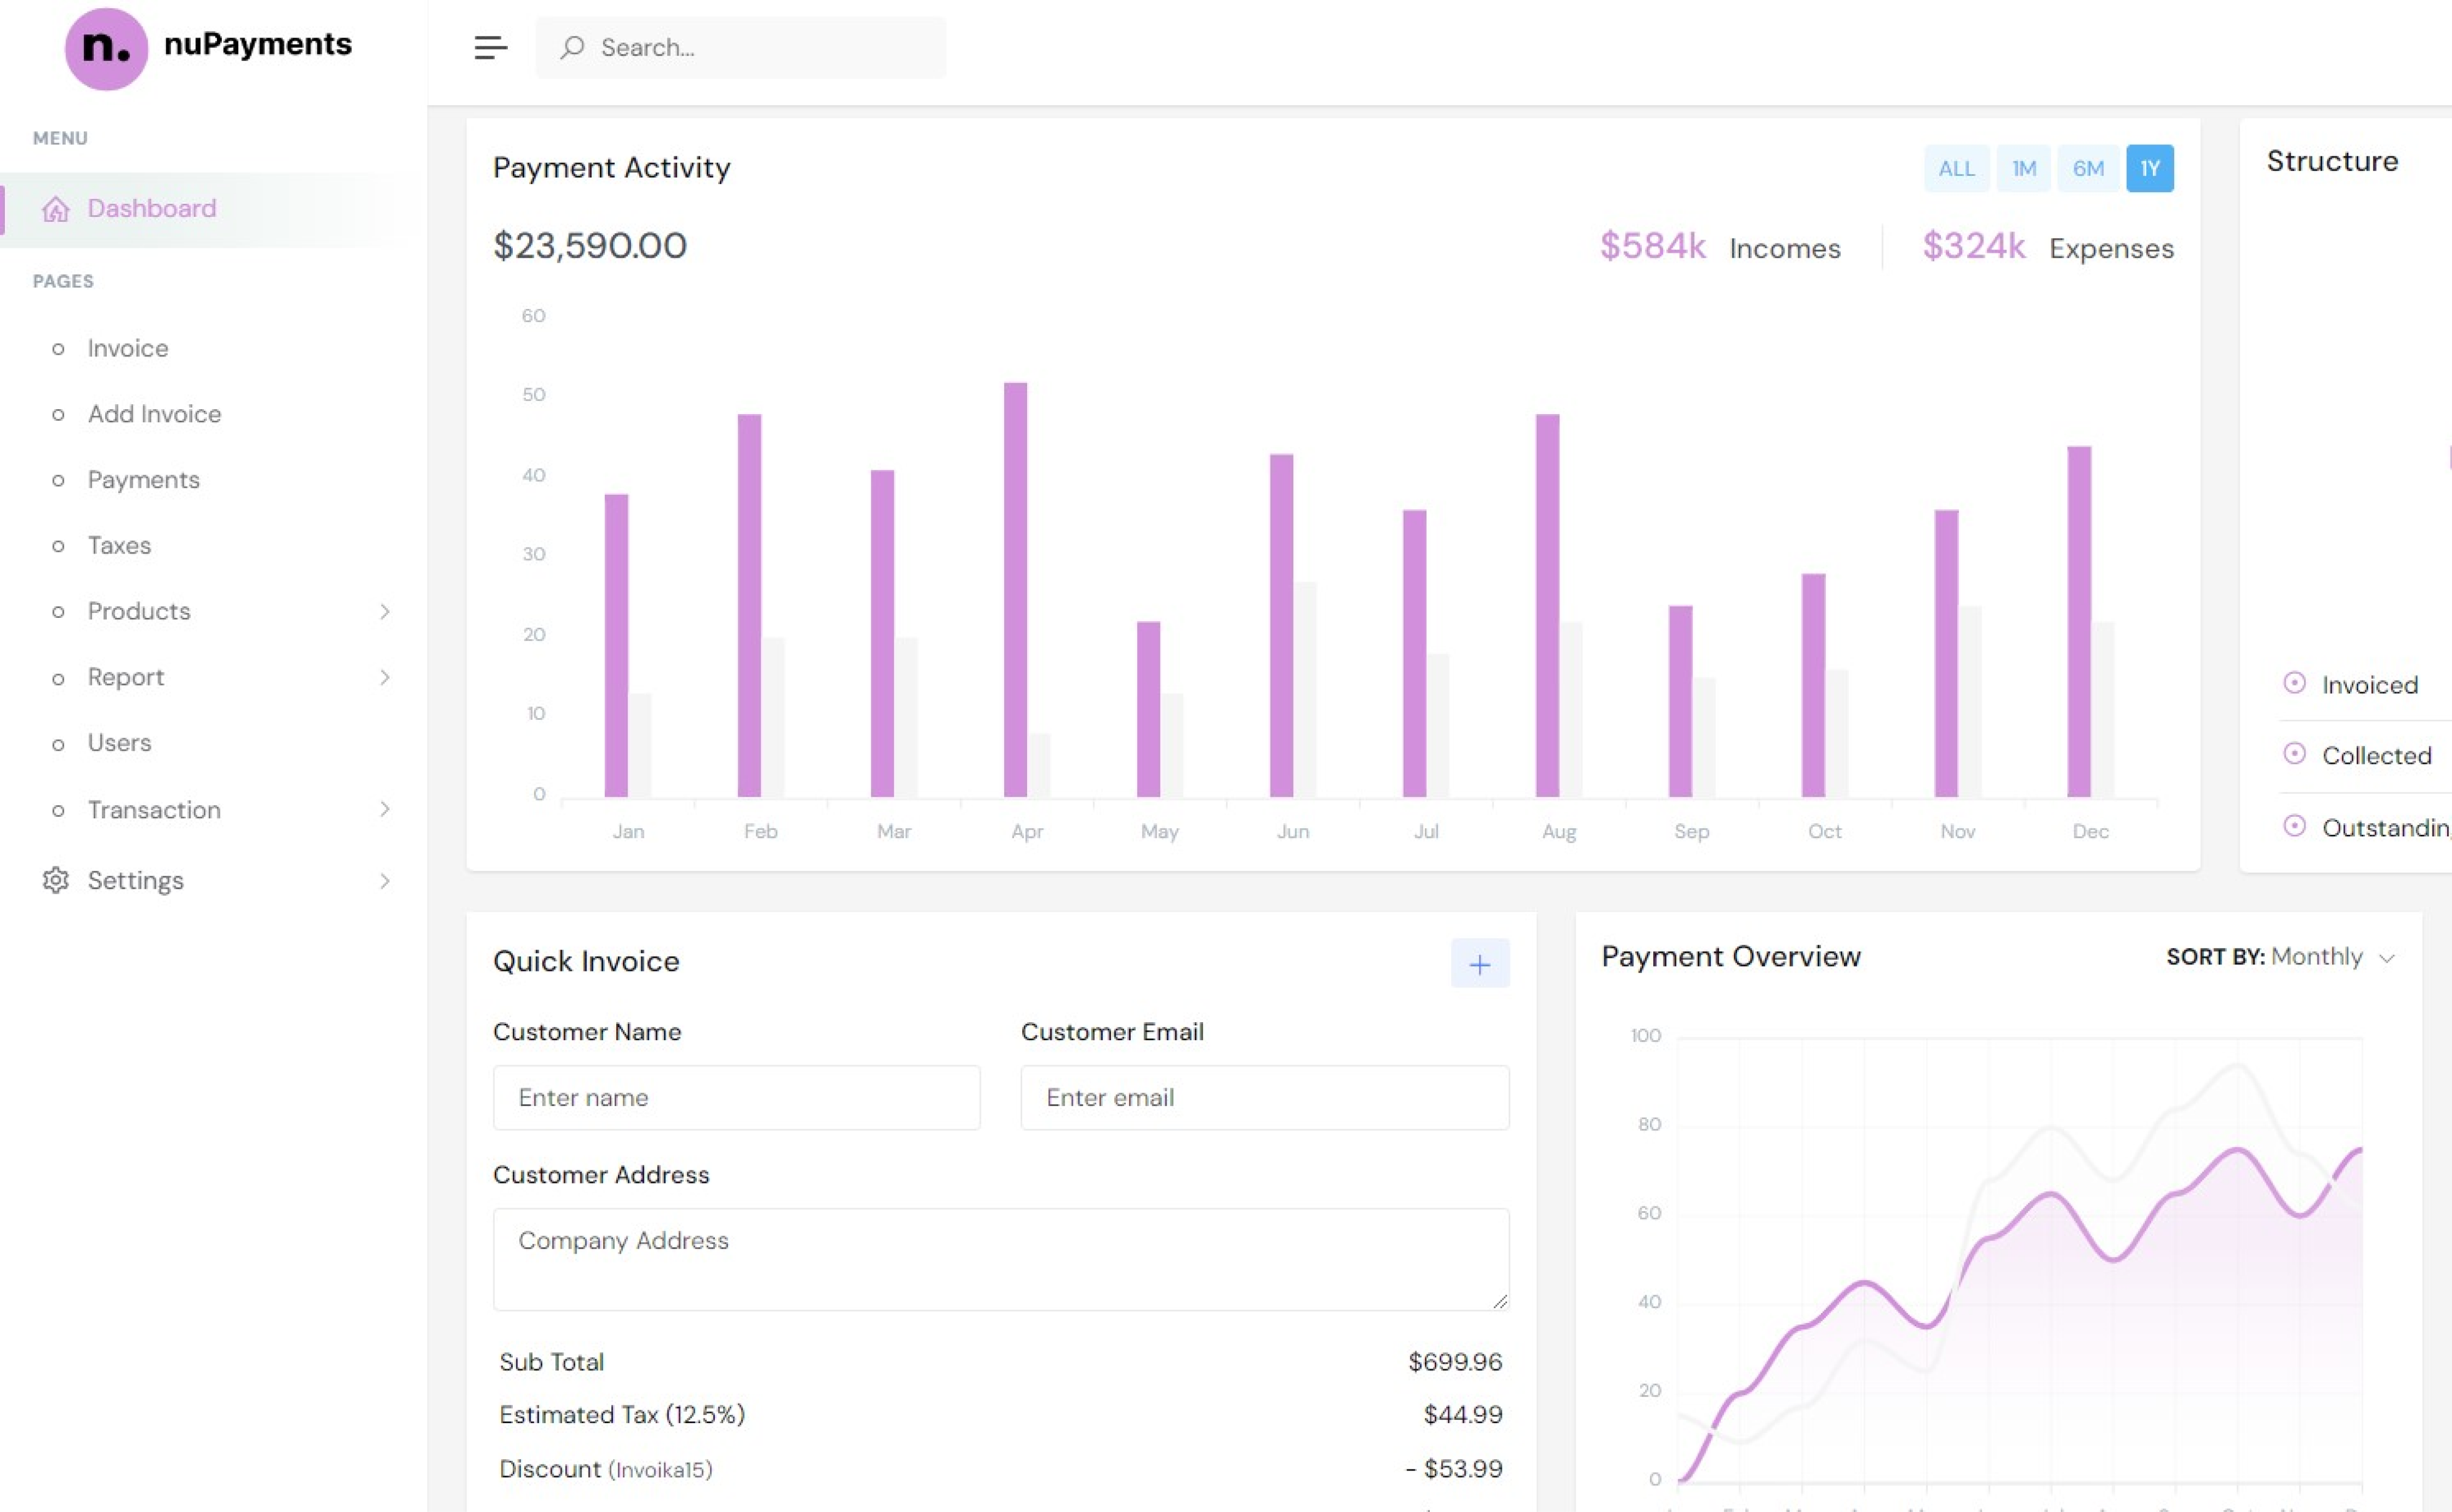 n. nuPayments
Search...
MENU
Dashboard
PAGES
Invoice
Add Invoice
Payments
Taxes
Products
Report
Users
Transaction
Settings
Payment Activity
ALL 1M 6M 1Y
$23,590.00
$584k Incomes $324k Expenses
60
50
40
30
20
10
0
Jan Feb Mar Apr May Jun Jul Aug Sep Oct Nov Dec
Structure
Invoiced
Collected
Outstandin
Quick Invoice
+
Customer Name Customer Email
Enter name Enter email
Customer Address
Company Address
Sub Total $699.96
Estimated Tax (12.5%) $44.99
Discount (Invoika15) - $53.99
Payment Overview
SORT BY: Monthly
100
80
60
40
20
0